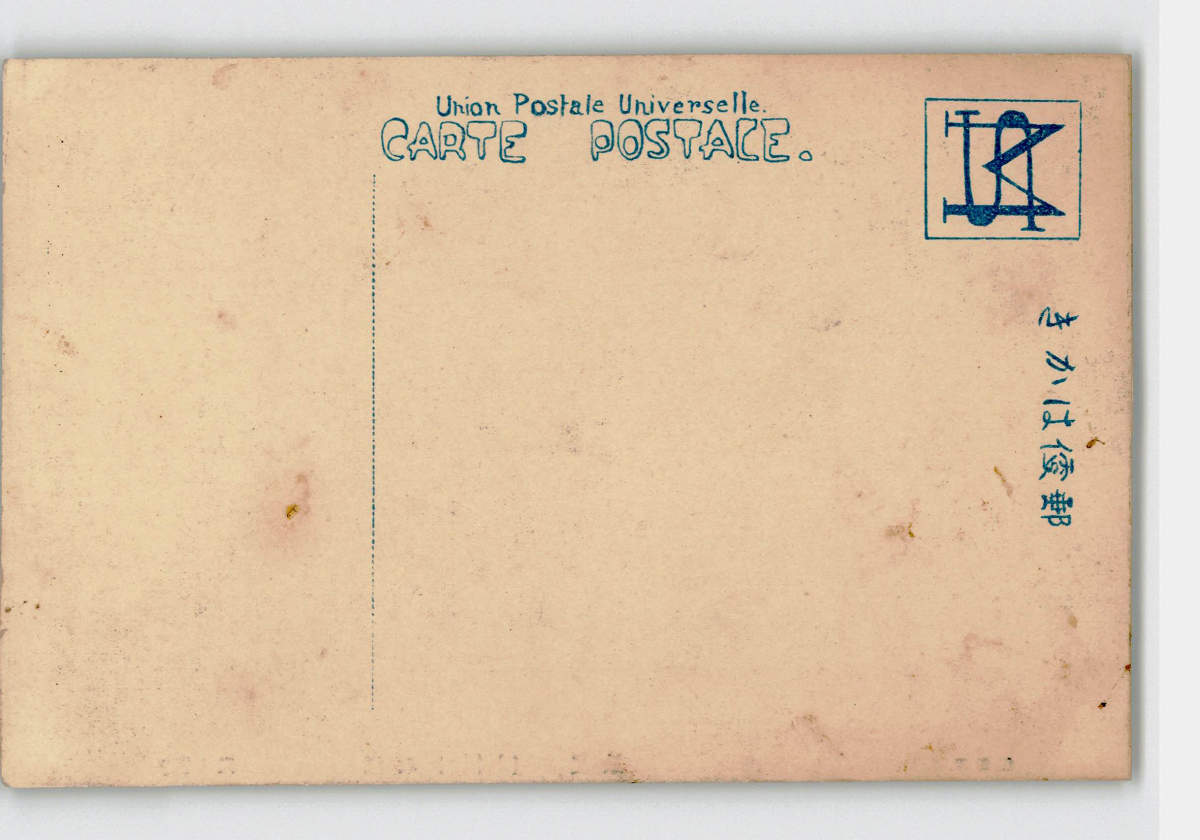 Union Postale Universelle.
CARTE POSTALE.
郵便はかき